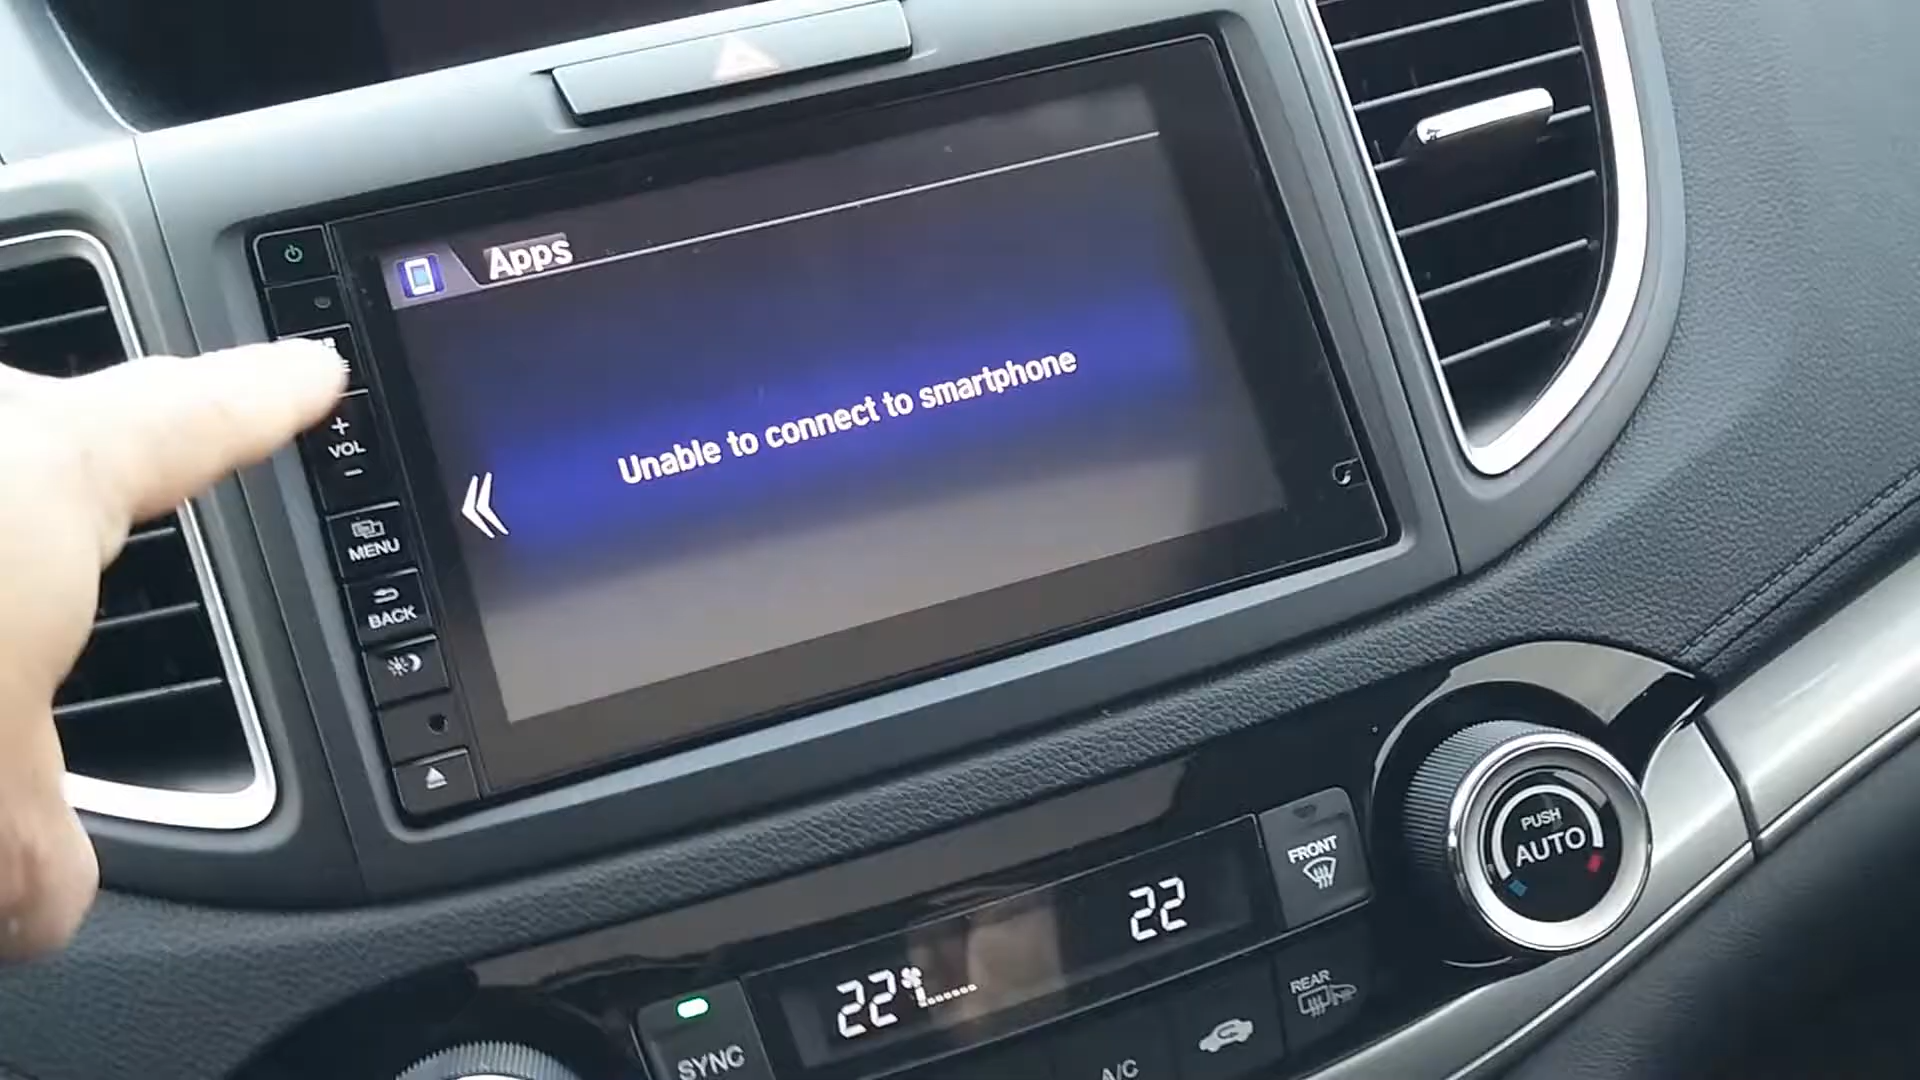 Apps
Unable to connect to smartphone
+
VOL
−
MENU
BACK
PUSH
AUTO
FRONT
22
22
REAR
SYNC
A/C